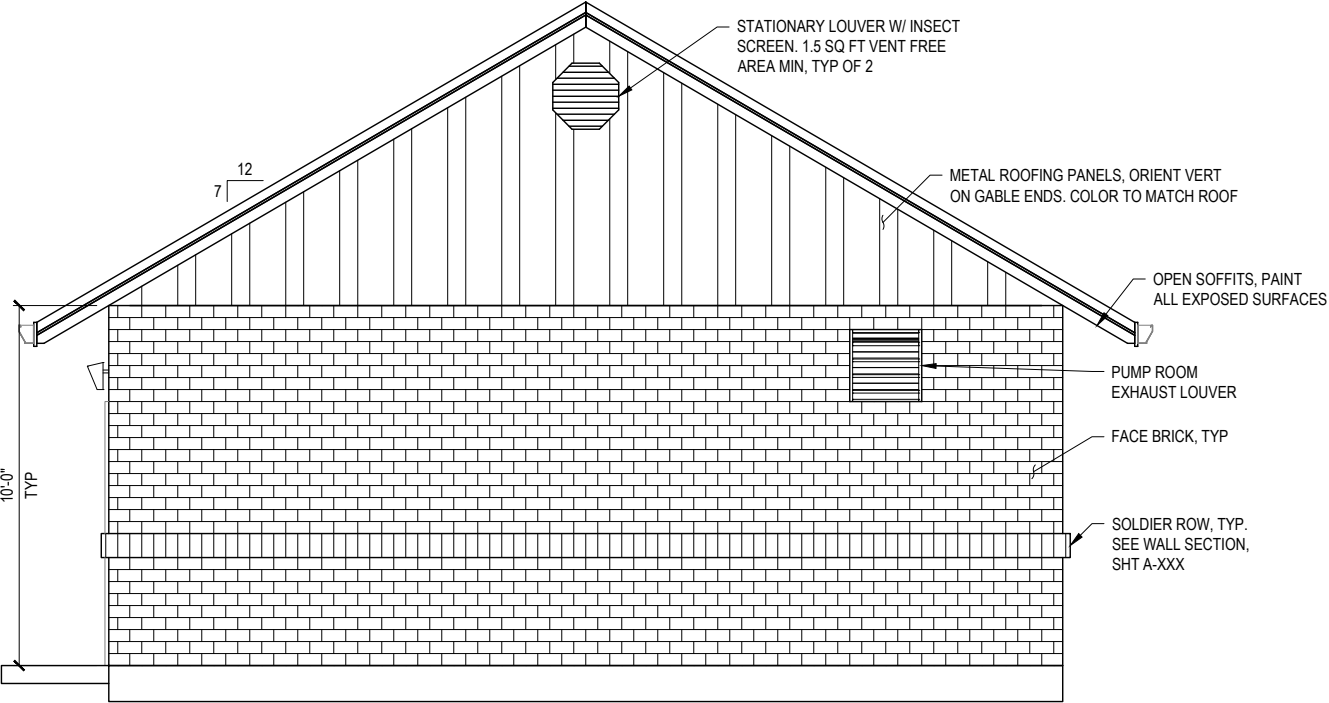 STATIONARY LOUVER W/ INSECT
SCREEN. 1.5 SQ FT VENT FREE
AREA MIN, TYP OF 2
12
7
METAL ROOFING PANELS, ORIENT VERT
ON GABLE ENDS. COLOR TO MATCH ROOF
OPEN SOFFITS, PAINT
ALL EXPOSED SURFACES
PUMP ROOM
EXHAUST LOUVER
FACE BRICK, TYP
10'-0"
TYP
SOLDIER ROW, TYP.
SEE WALL SECTION,
SHT A-XXX